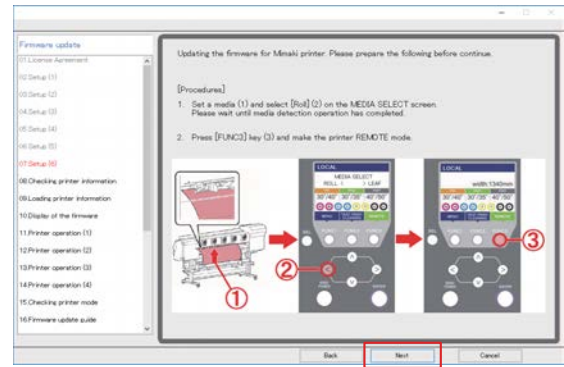 Firmware update
01.License Agreement
02.Setup (1)
03.Setup (2)
04.Setup (3)
05.Setup (4)
06.Setup (5)
07.Setup (6)
08.Checking printer information
09.Loading printer information
10.Display of the firmware
11.Printer operation (1)
12.Printer operation (2)
13.Printer operation (3)
14.Printer operation (4)
15.Checking printer mode
16.Firmware update guide
Updating the firmware for Mimaki printer. Please prepare the following before continue.
[Procedures]
1. Set a media (1) and select [Roll] (2) on the MEDIA SELECT screen.
Please wait until media detection operation has completed.
2. Press [FUNC3] key (3) and make the printer REMOTE mode.
LOCAL
MEDIA SELECT
ROLL < > LEAF
LOCAL
width:1340mm
①
②
③
Back
Next
Cancel